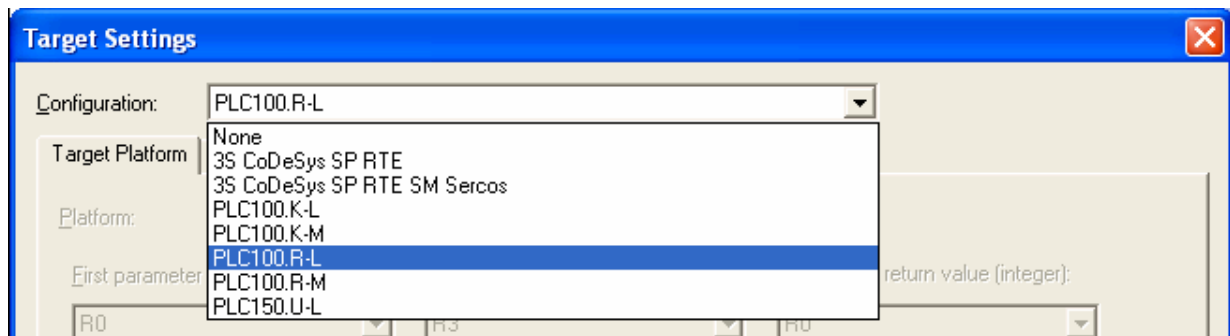 Target Settings
Configuration: PLC100.R-L
None
Target Platform 3S CoDeSys SP RTE
3S CoDeSys SP RTE SM Sercos
Platform: PLC100.K-L
PLC100.K-M
PLC100.R-L
First parameter PLC100.R-M return value (integer):
PLC150.U-L
R0 R3 R0